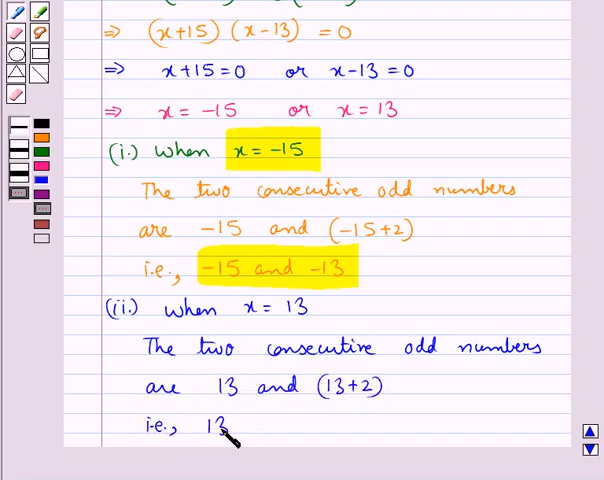 ⇒ (x+15) (x-13) = 0
⇒ x+15=0 or x-13=0
⇒ x = -15 or x = 13
(i.) when x = -15
The two consecutive odd numbers
are -15 and (-15+2)
i.e., -15 and -13
(ii.) when x = 13
The two consecutive odd numbers
are 13 and (13+2)
i.e., 13